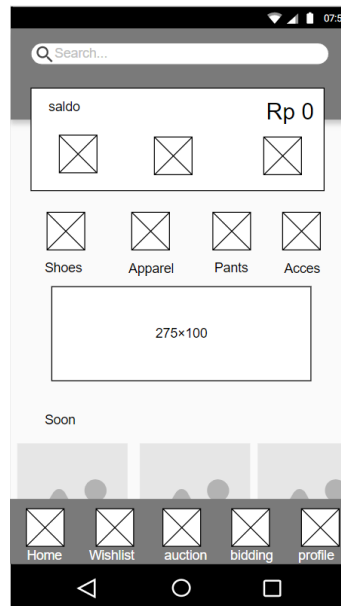 07:5
Search...
saldo Rp 0
Shoes Apparel Pants Acces
275×100
Soon
Home Wishlist auction bidding profile